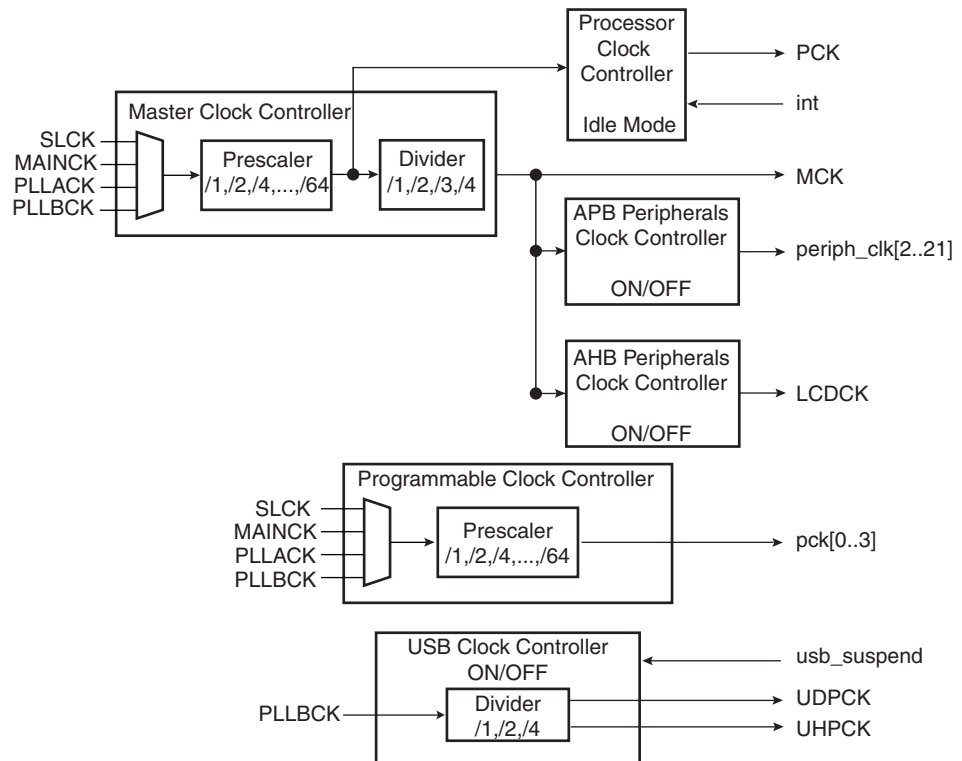 Processor
Clock
Controller
Idle Mode
PCK
int
Master Clock Controller
SLCK
MAINCK
PLLACK
PLLBCK
Prescaler
/1,/2,/4,...,/64
Divider
/1,/2,/3,/4
MCK
APB Peripherals
Clock Controller
ON/OFF
periph_clk[2..21]
AHB Peripherals
Clock Controller
ON/OFF
LCDCK
Programmable Clock Controller
SLCK
MAINCK
PLLACK
PLLBCK
Prescaler
/1,/2,/4,...,/64
pck[0..3]
USB Clock Controller
ON/OFF
usb_suspend
PLLBCK
Divider
/1,/2,/4
UDPCK
UHPCK